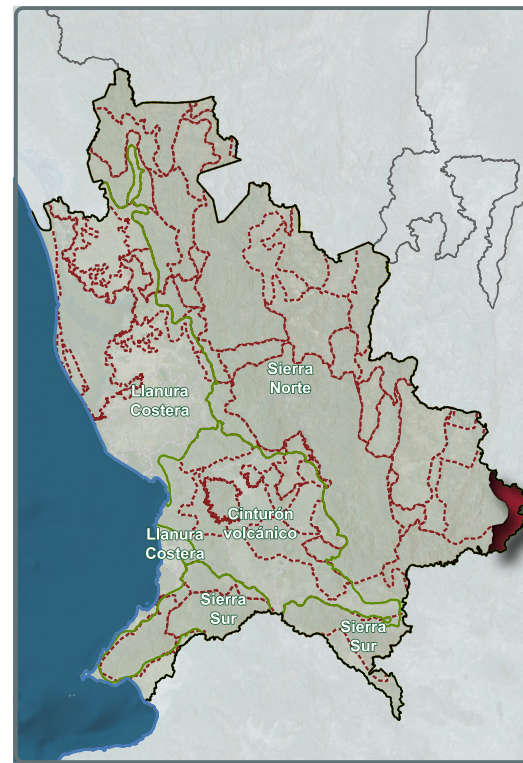 Sierra
Norte
Llanura
Costera
Cinturón
volcánico
Llanura
Costera
Sierra
Sur
Sierra
Sur